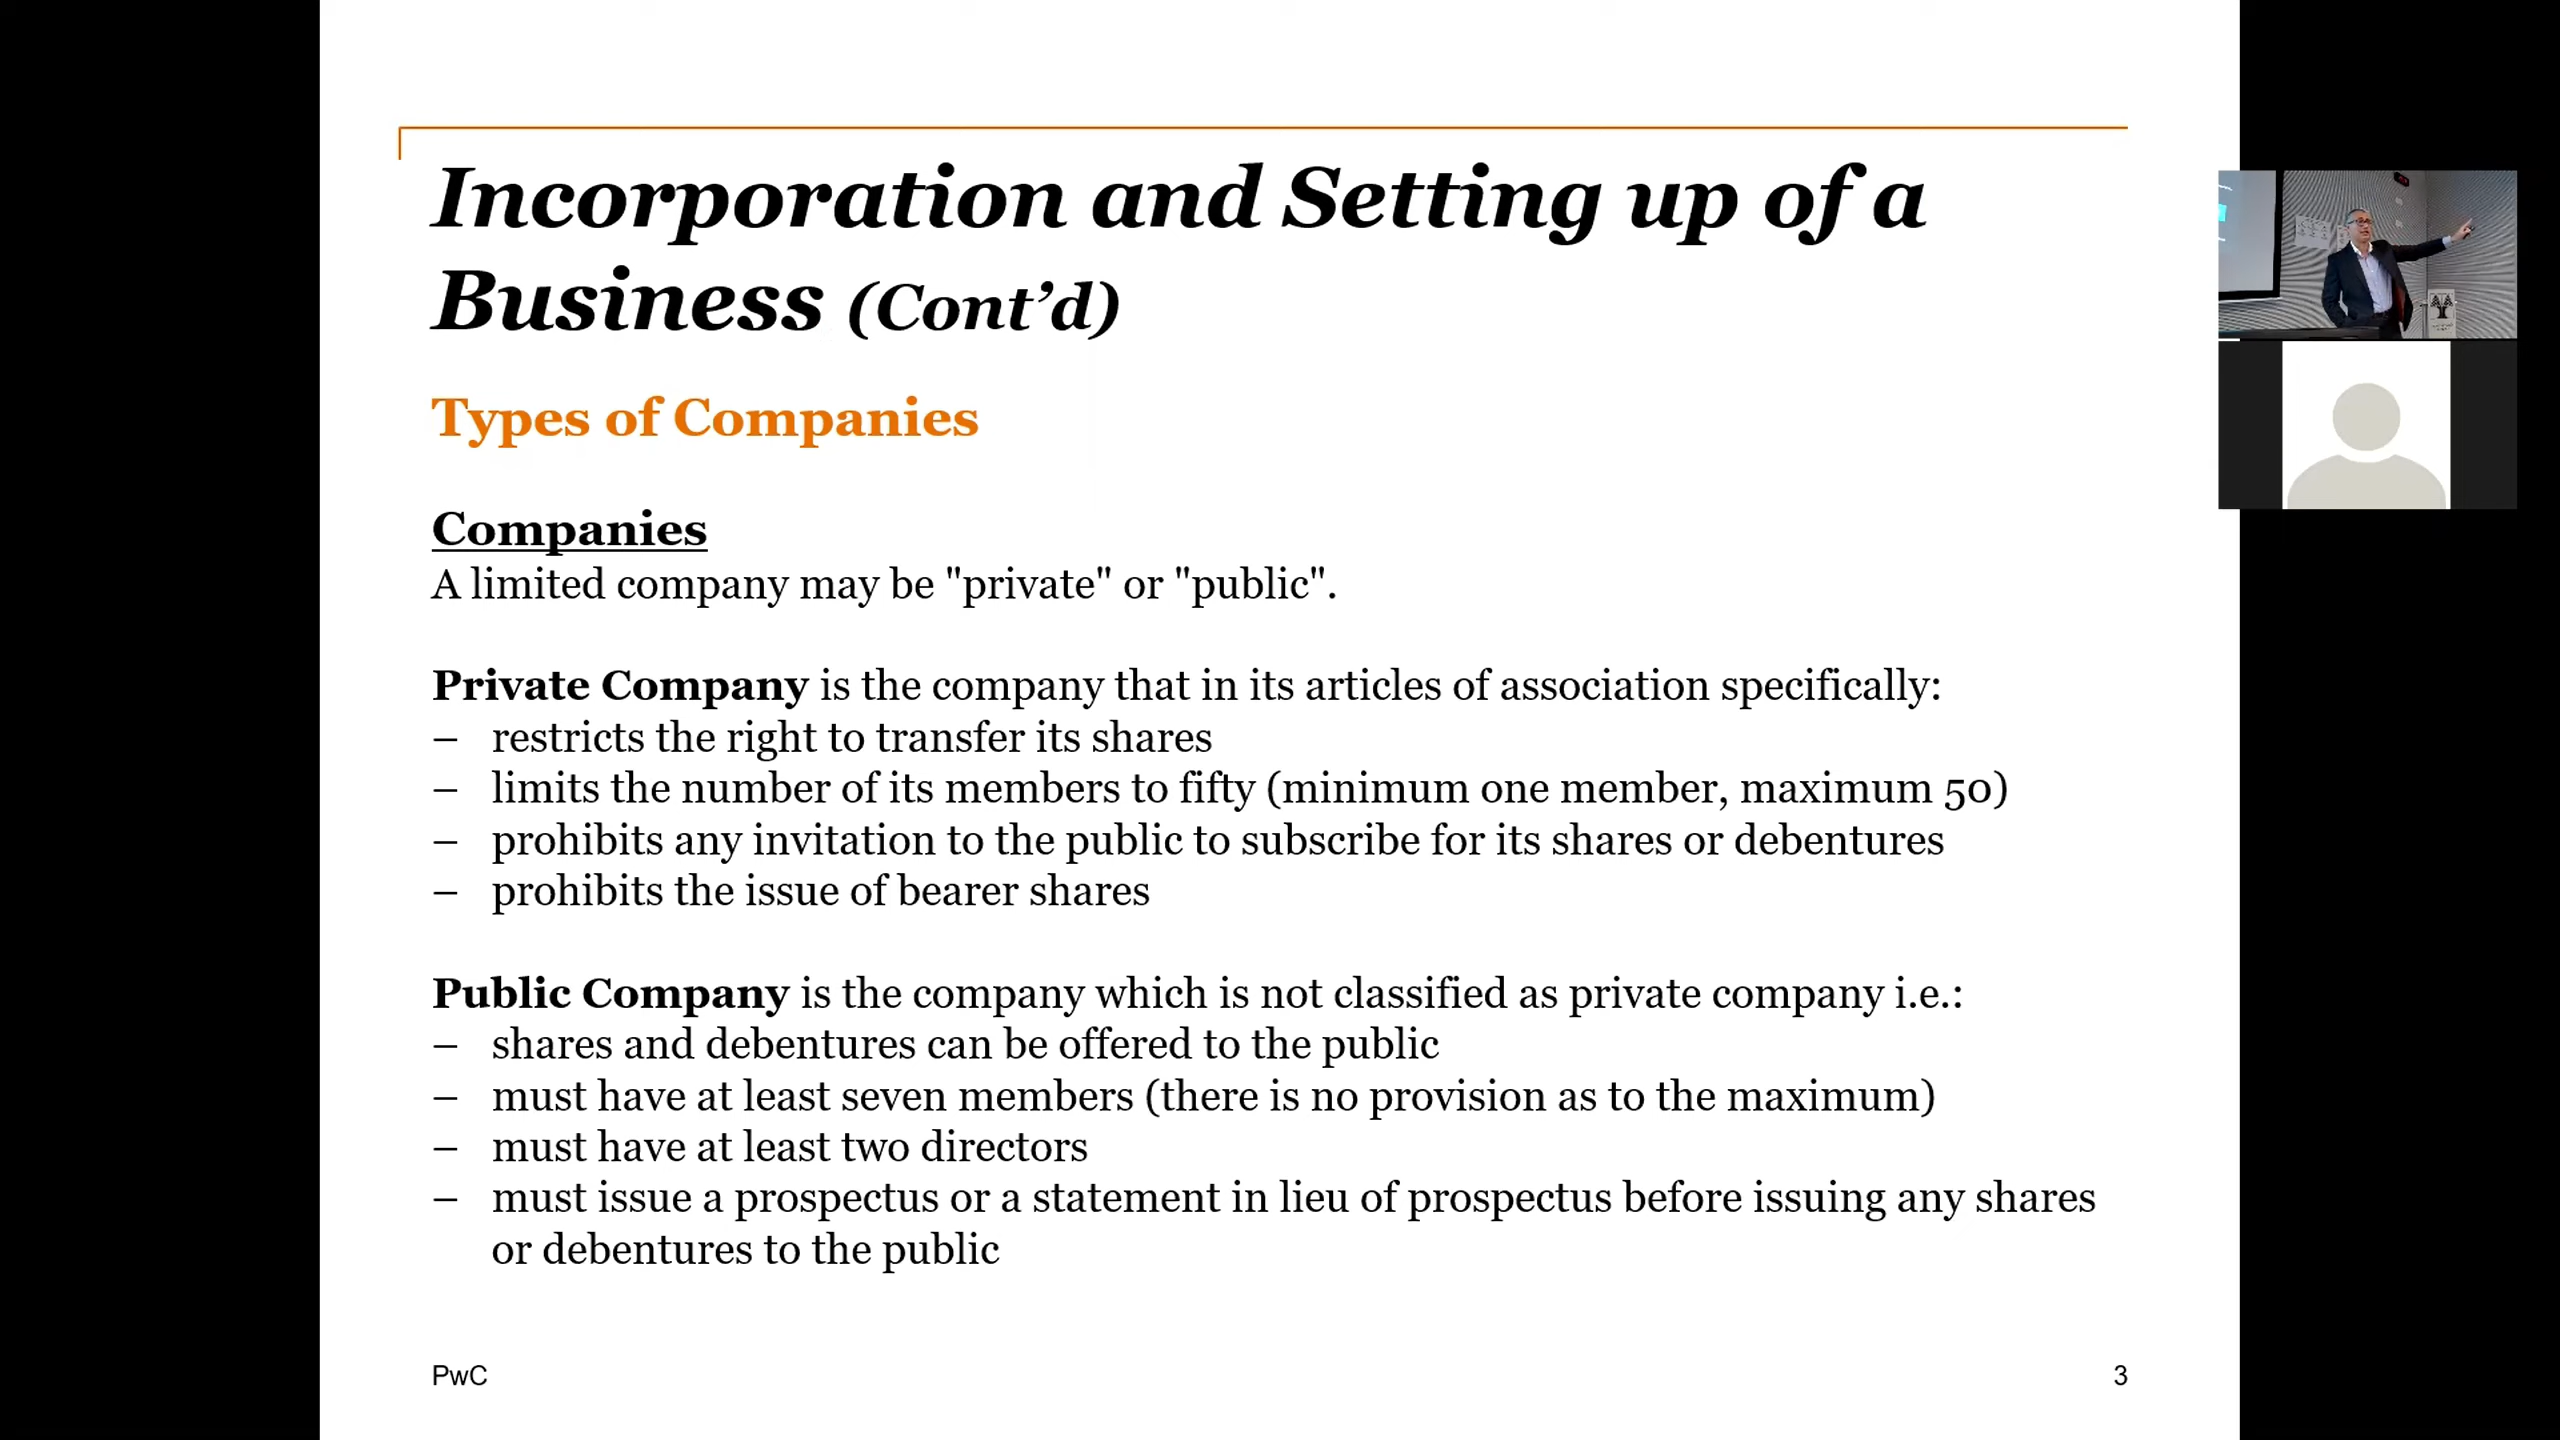 Incorporation and Setting up of a
Business (Cont’d)
Types of Companies
Companies
A limited company may be "private" or "public".
Private Company is the company that in its articles of association specifically:
– restricts the right to transfer its shares
– limits the number of its members to fifty (minimum one member, maximum 50)
– prohibits any invitation to the public to subscribe for its shares or debentures
– prohibits the issue of bearer shares
Public Company is the company which is not classified as private company i.e.:
– shares and debentures can be offered to the public
– must have at least seven members (there is no provision as to the maximum)
– must have at least two directors
– must issue a prospectus or a statement in lieu of prospectus before issuing any shares
or debentures to the public
PwC
3